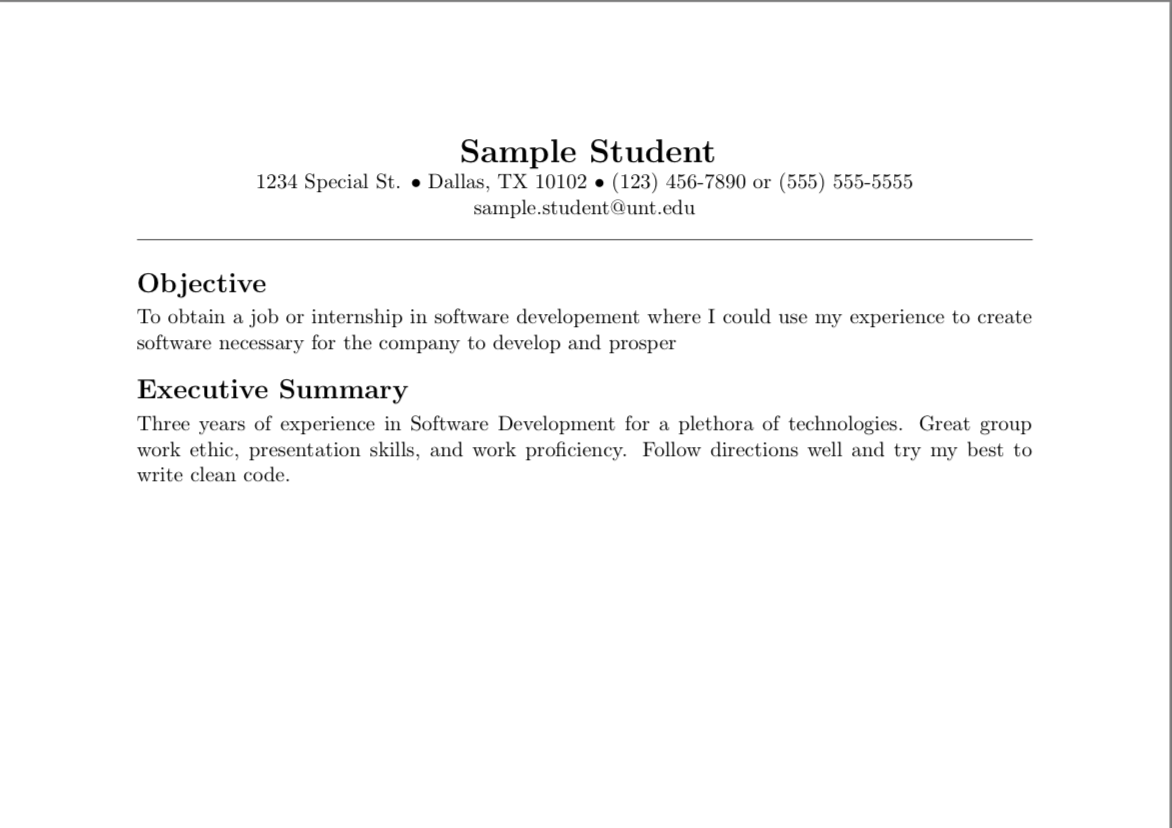 Sample Student
1234 Special St. • Dallas, TX 10102 • (123) 456-7890 or (555) 555-5555
sample.student@unt.edu
Objective
To obtain a job or internship in software developement where I could use my experience to create
software necessary for the company to develop and prosper
Executive Summary
Three years of experience in Software Development for a plethora of technologies. Great group
work ethic, presentation skills, and work proficiency. Follow directions well and try my best to
write clean code.